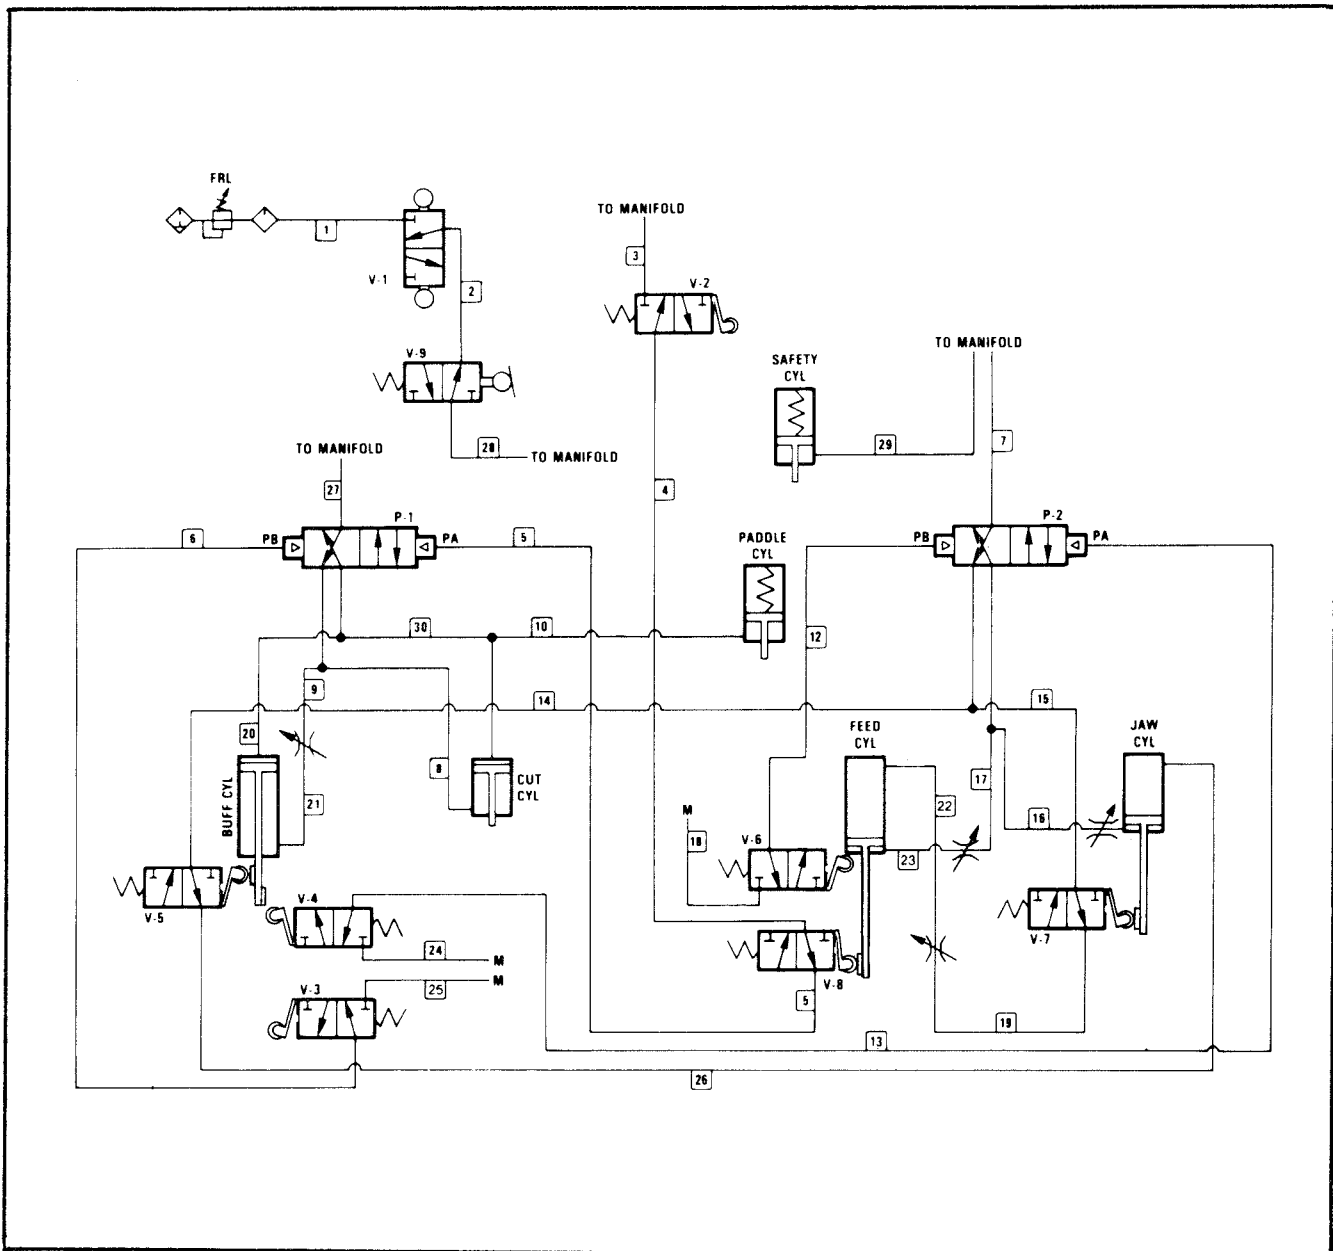 FRL
1
V-1
2
TO MANIFOLD
3
V-2
V-9
28
TO MANIFOLD
SAFETY
CYL
TO MANIFOLD
29
7
TO MANIFOLD
27
4
6
PB
P-1
PA
5
PADDLE
CYL
PB
P-2
PA
30
10
12
9
14
15
20
FEED
CYL
JAW
CYL
8
CUT
CYL
17
BUFF CYL
21
22
16
M
18
V-6
23
V-5
V-4
24
M
V-7
25
M
V-3
V-8
5
19
13
26